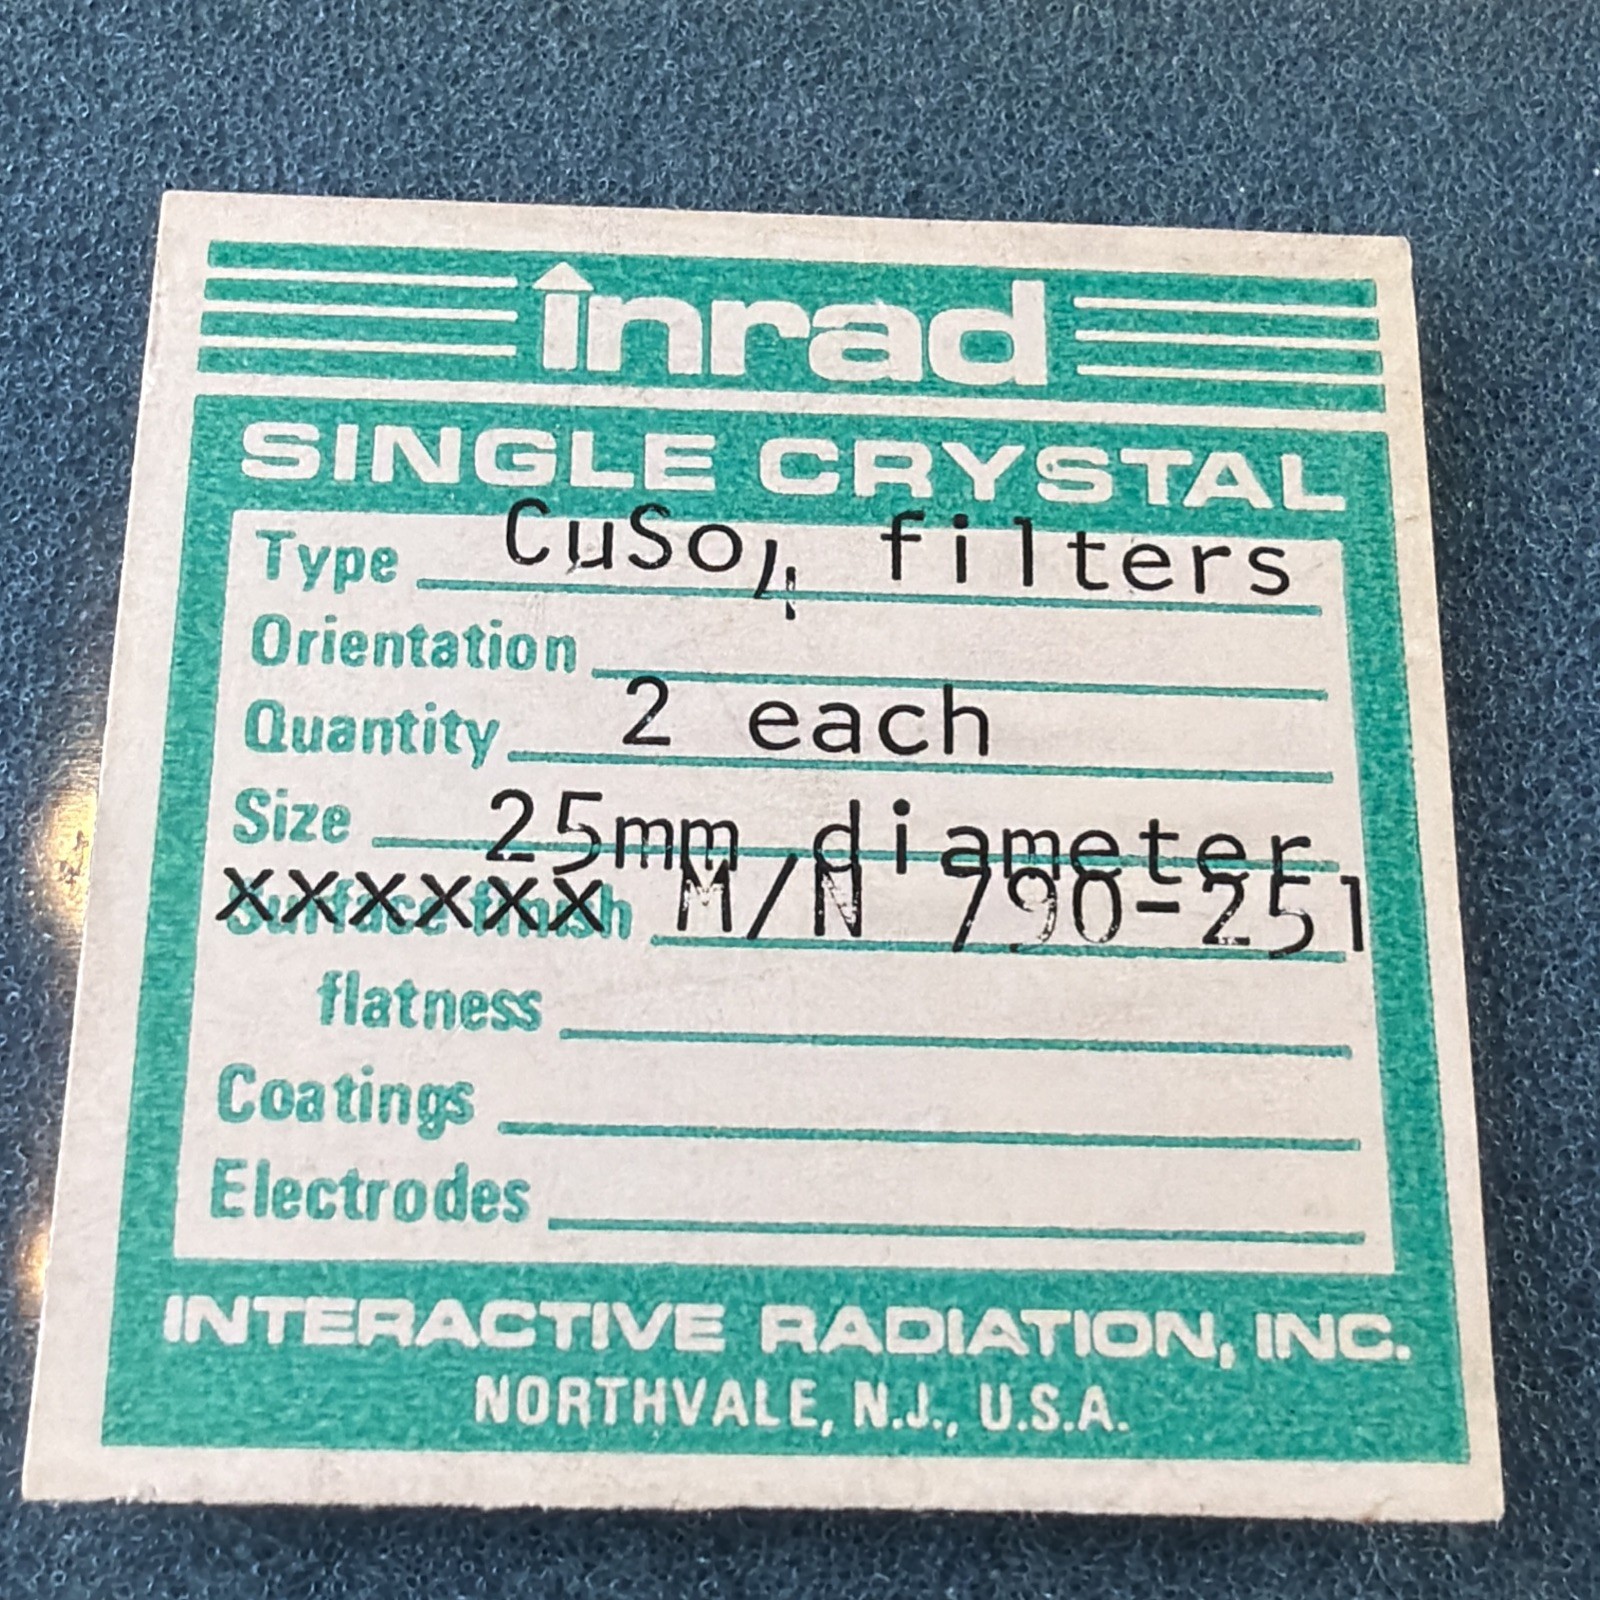 inrad
SINGLE CRYSTAL
Type CuSo4 filters
Orientation
Quantity 2 each
Size 25mm diameter
xxxxxx Surface finish M/N 790-251
flatness
Coatings
Electrodes
INTERACTIVE RADIATION, INC.
NORTHVALE, N.J., U.S.A.